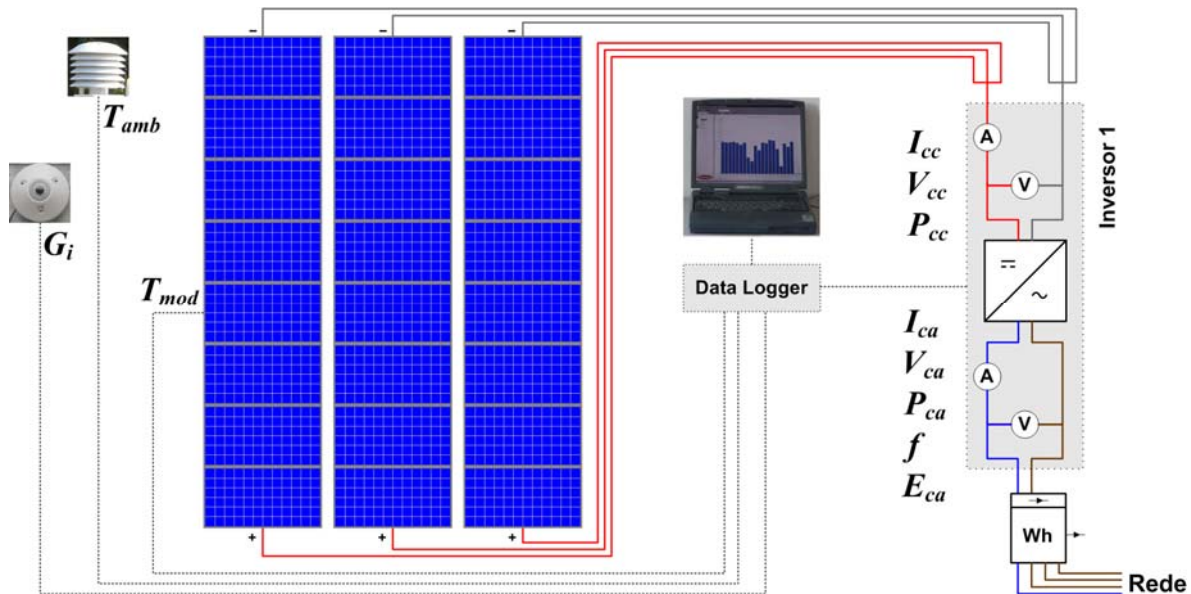 − − −
T_amb
G_i
T_mod
+ + +
Data Logger
I_cc
V_cc
P_cc
I_ca
V_ca
P_ca
f
E_ca
A
V
A
V
Inversor 1
Wh
Rede